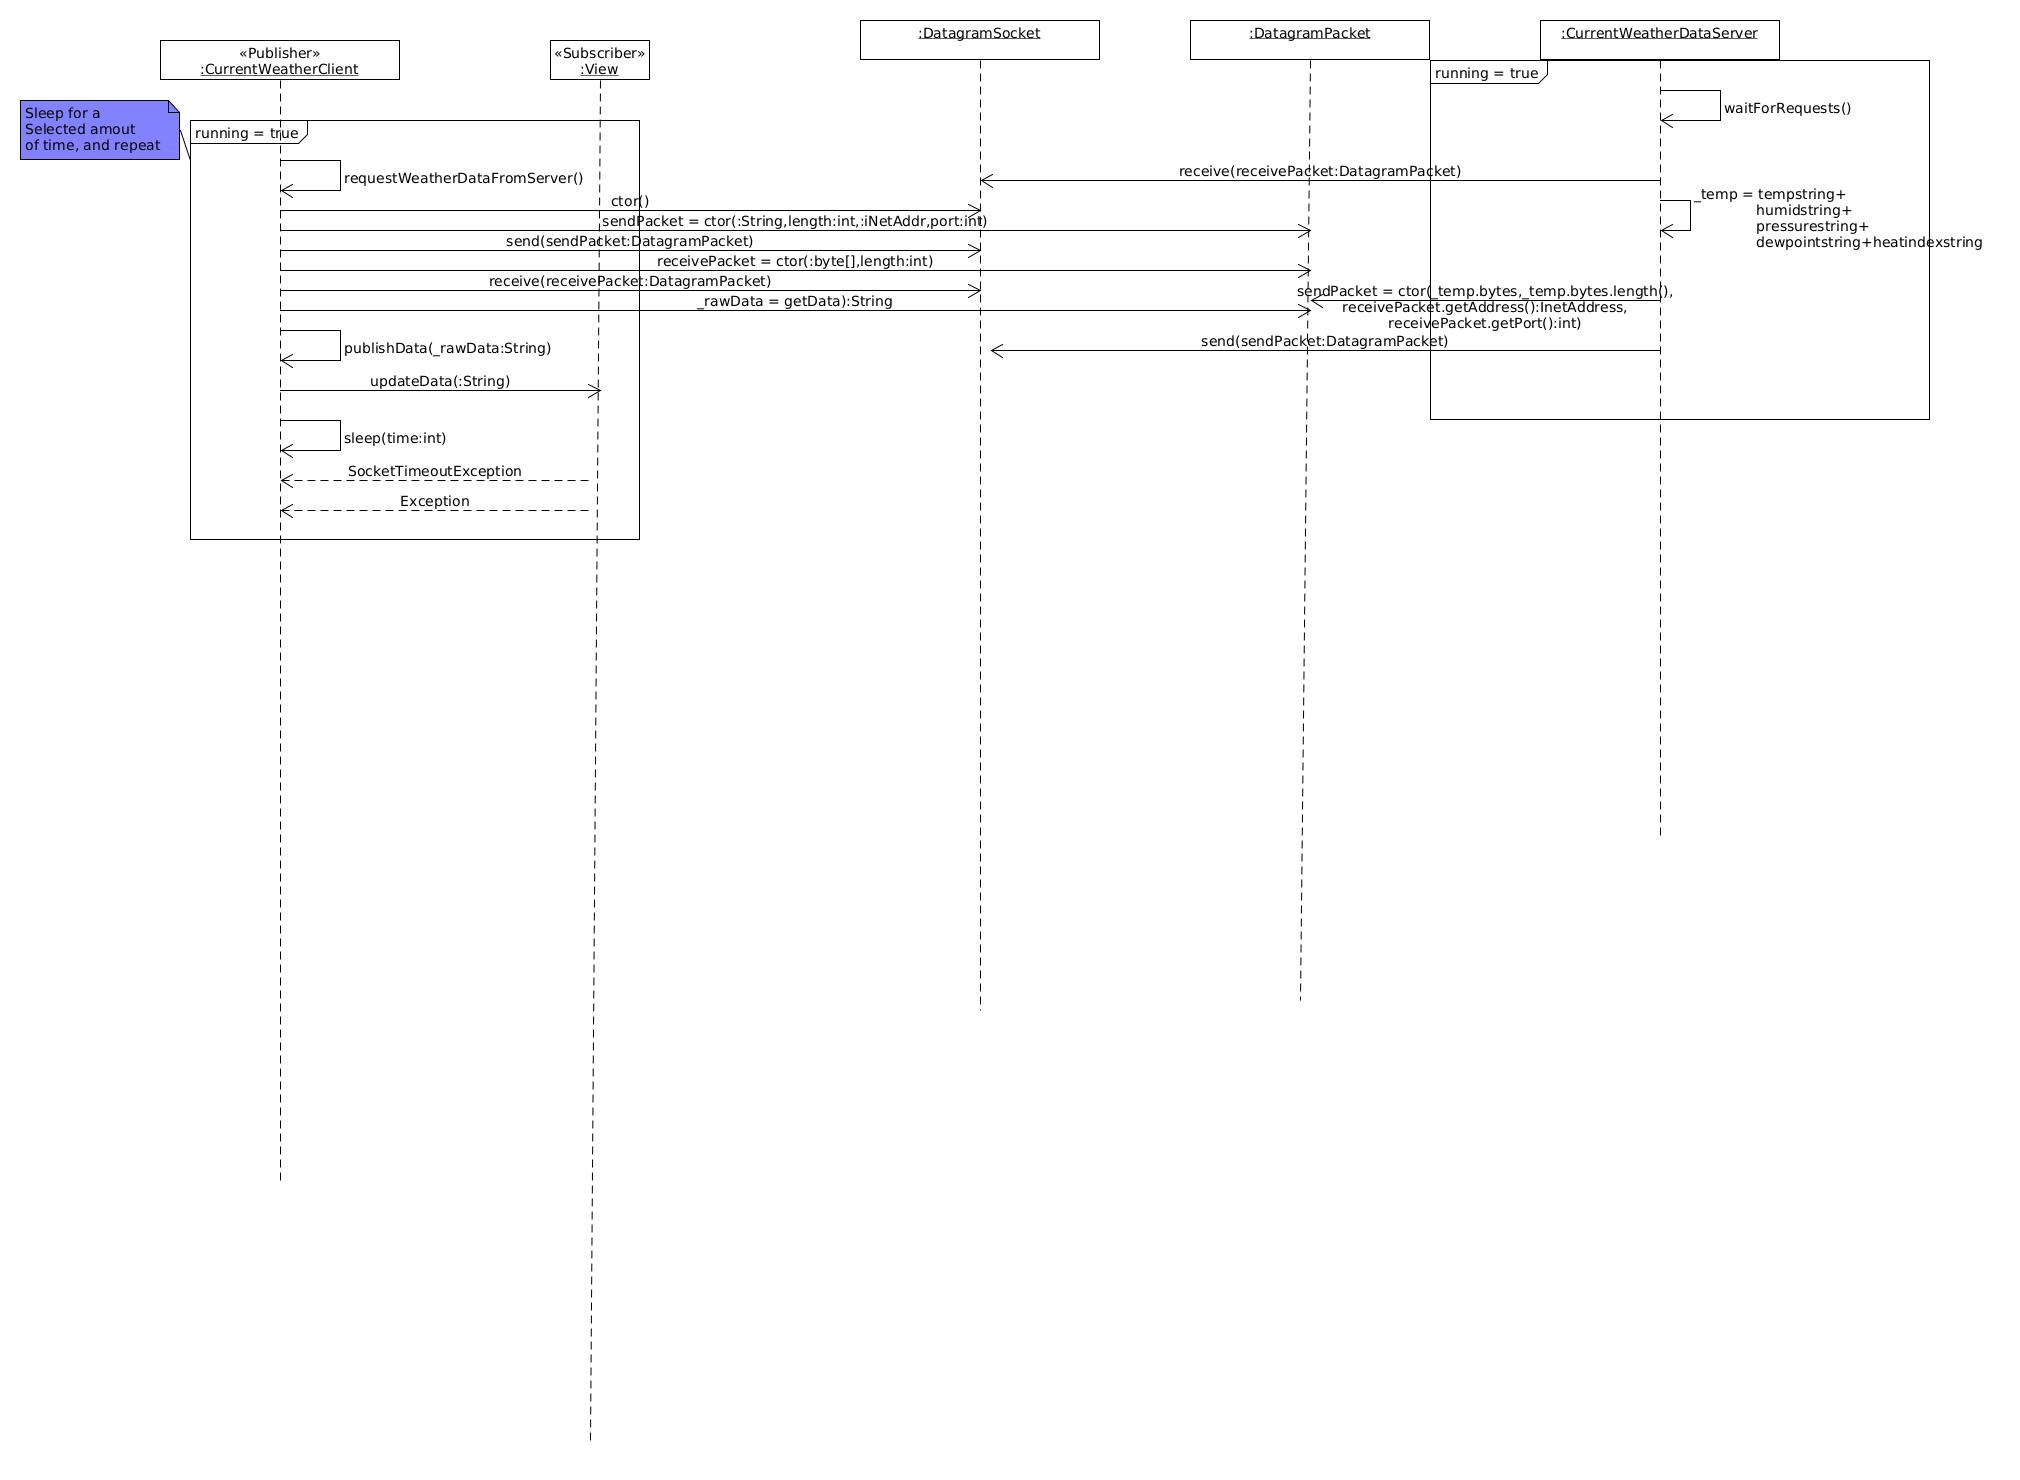 :DatagramSocket
:DatagramPacket
:CurrentWeatherDataServer
«Publisher»
:CurrentWeatherClient
«Subscriber»
:View
running = true
Sleep for a
Selected amout
of time, and repeat
running = true
waitForRequests()
requestWeatherDataFromServer()
receive(receivePacket:DatagramPacket)
_temp = tempstring+
humidstring+
pressurestring+
dewpointstring+heatindexstring
ctor()
sendPacket = ctor(:String,length:int,:iNetAddr,port:int)
send(sendPacket:DatagramPacket)
receivePacket = ctor(:byte[],length:int)
receive(receivePacket:DatagramPacket)
_rawData = getData):String
sendPacket = ctor(_temp.bytes,_temp.bytes.length(),
receivePacket.getAddress():InetAddress,
receivePacket.getPort():int)
send(sendPacket:DatagramPacket)
publishData(_rawData:String)
updateData(:String)
sleep(time:int)
SocketTimeoutException
Exception